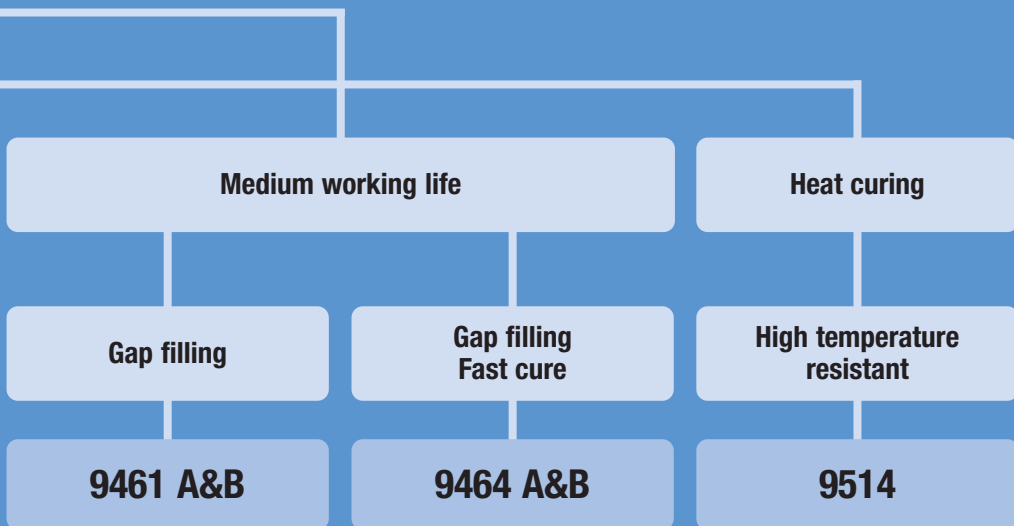 Medium working life
Heat curing
Gap filling
Gap filling
Fast cure
High temperature
resistant
9461 A&B
9464 A&B
9514